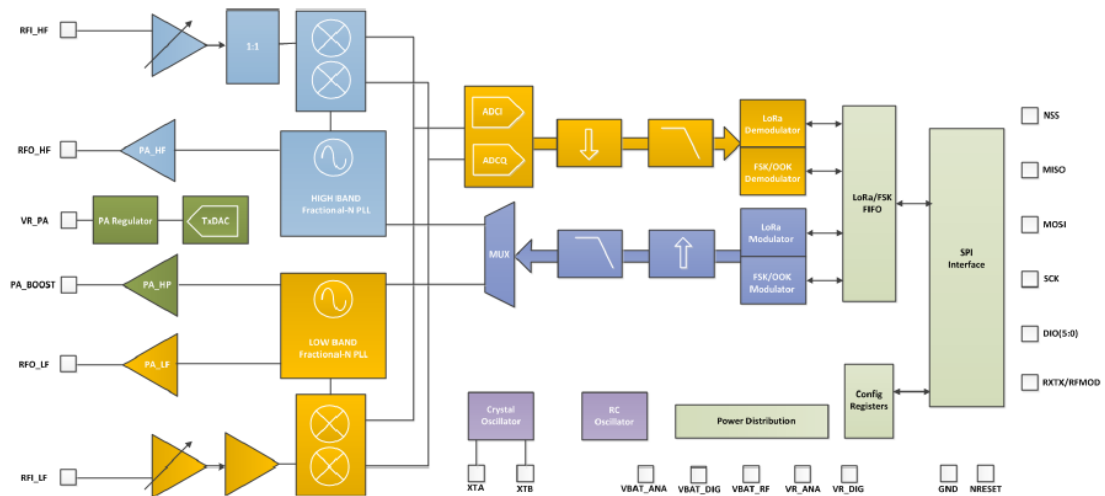 RFI_HF
1:1
RFO_HF
PA_HF
HIGH BAND
Fractional-N PLL
VR_PA
PA Regulator
TxDAC
PA_BOOST
PA_HP
RFO_LF
PA_LF
LOW BAND
Fractional-N PLL
RFI_LF
ADCI
ADCQ
MUX
LoRa
Demodulator
FSK/OOK
Demodulator
LoRa
Modulator
FSK/OOK
Modulator
LoRa/FSK
FIFO
SPI
Interface
NSS
MISO
MOSI
SCK
DIO(5:0)
RXTX/RFMOD
Crystal
Oscillator
RC
Oscillator
Power Distribution
Config
Registers
XTA
XTB
VBAT_ANA
VBAT_DIG
VBAT_RF
VR_ANA
VR_DIG
GND
NRESET